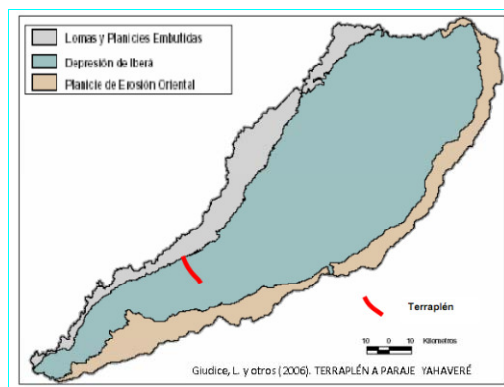 Lomas y Planicies Embutidas
Depresión de Iberá
Planicie de Erosión Oriental
Terraplén
10 0 10 Kilometros
Giudice, L. y otros (2006). TERRAPLÉN A PARAJE YAHAVERÉ